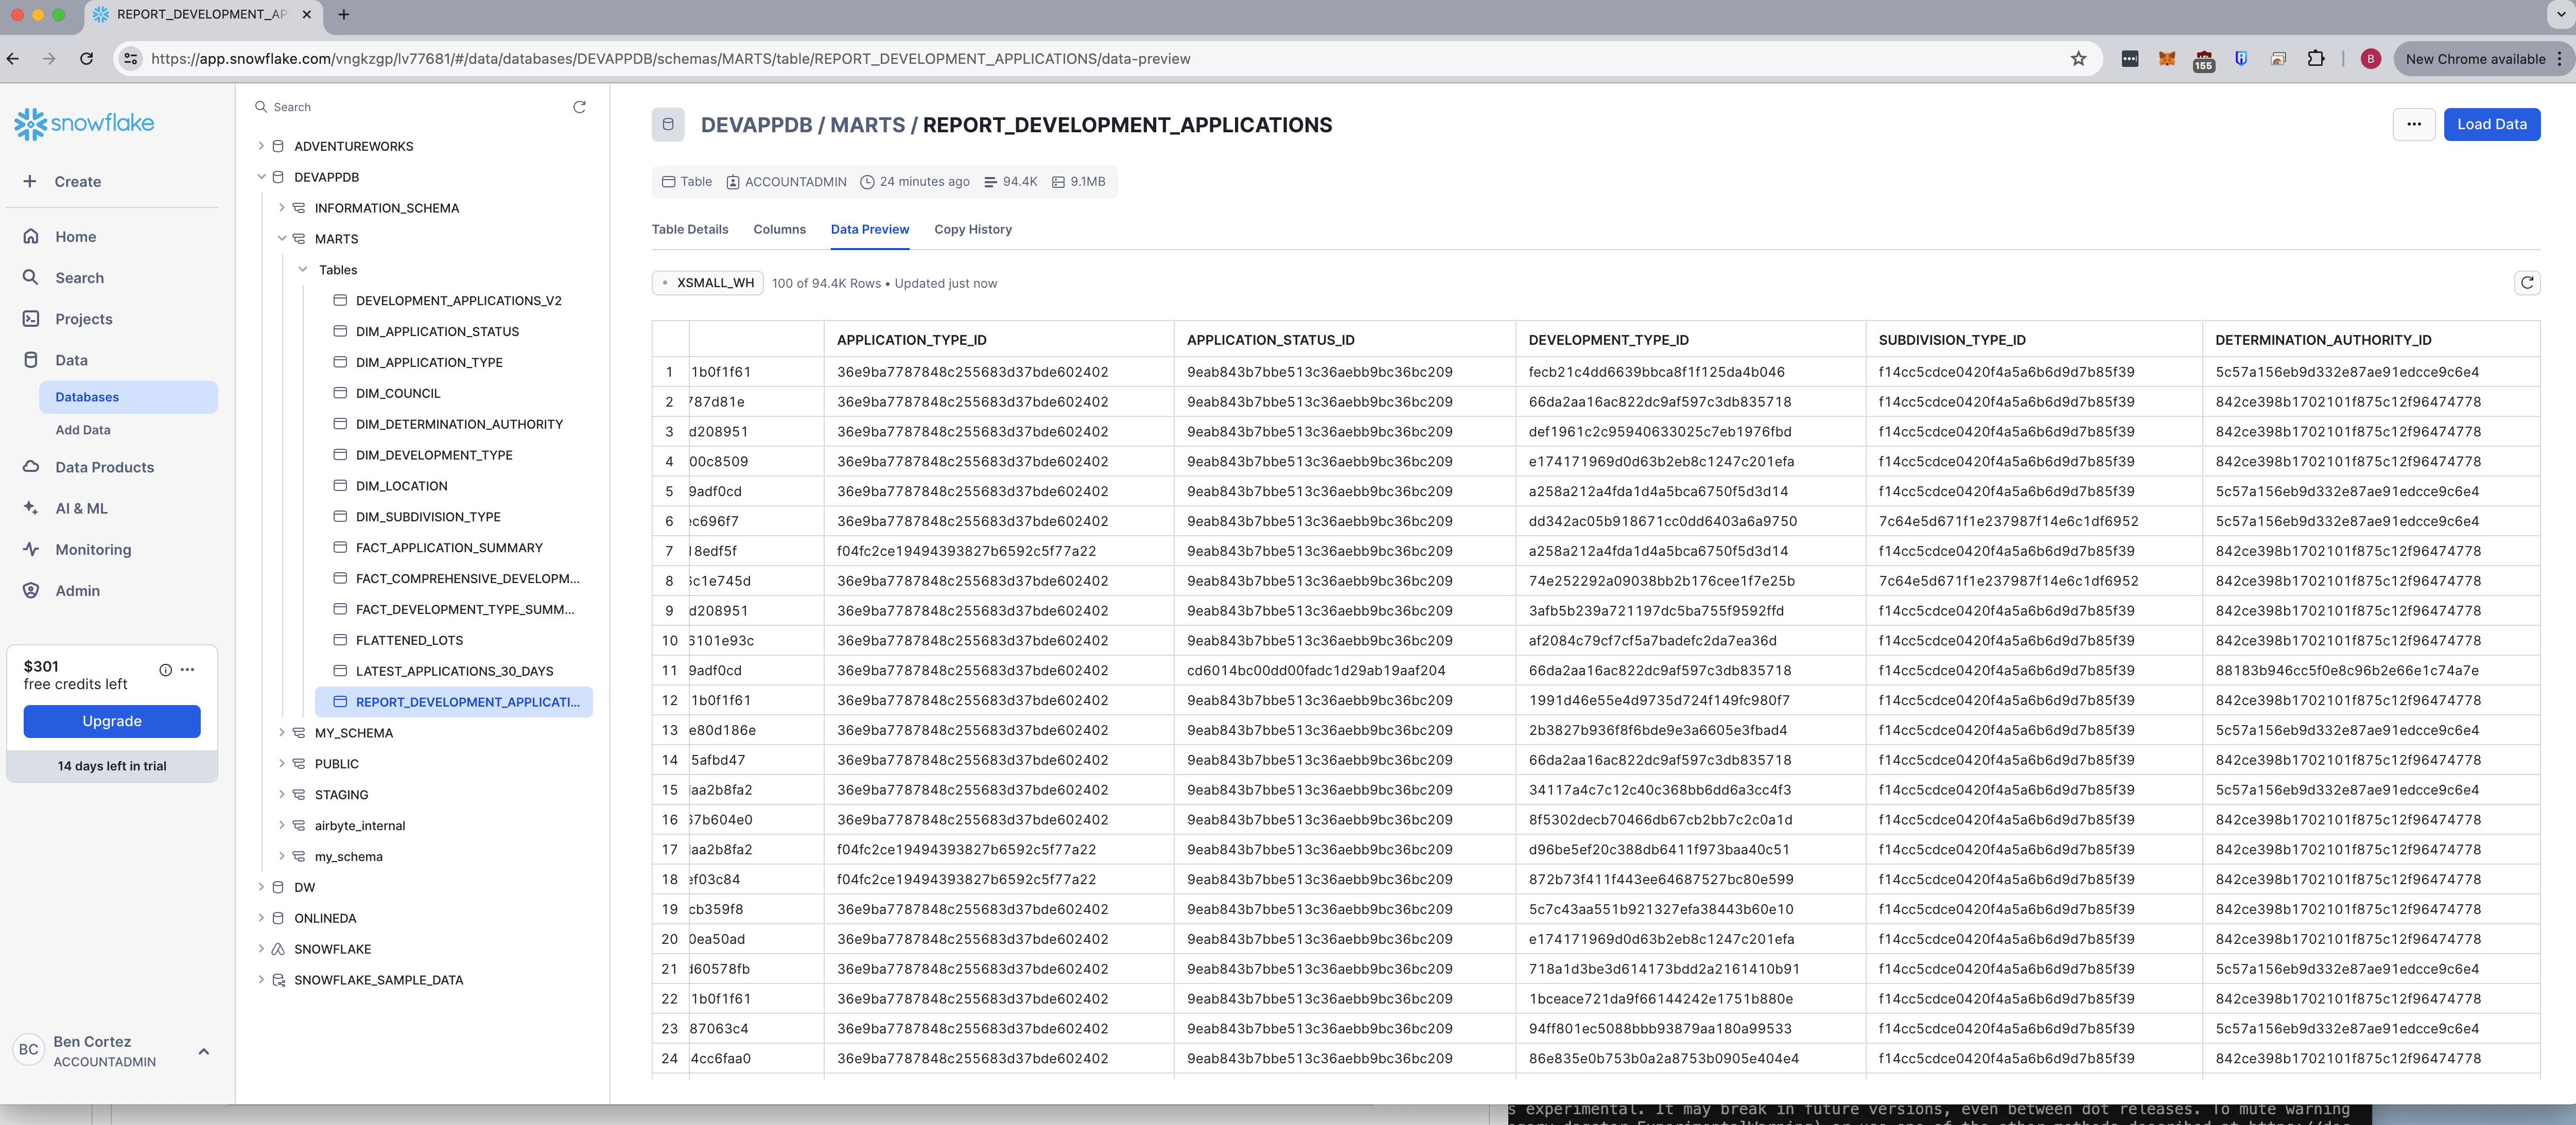 REPORT_DEVELOPMENT_AP
https://app.snowflake.com/vngkzgp/lv77681/#/data/databases/DEVAPPDB/schemas/MARTS/table/REPORT_DEVELOPMENT_APPLICATIONS/data-preview
155
B
New Chrome available
snowflake
Create
Home
Search
Projects
Data
Databases
Add Data
Data Products
AI & ML
Monitoring
Admin
$301
free credits left
Upgrade
14 days left in trial
BC
Ben Cortez
ACCOUNTADMIN
Search
ADVENTUREWORKS
DEVAPPDB
INFORMATION_SCHEMA
MARTS
Tables
DEVELOPMENT_APPLICATIONS_V2
DIM_APPLICATION_STATUS
DIM_APPLICATION_TYPE
DIM_COUNCIL
DIM_DETERMINATION_AUTHORITY
DIM_DEVELOPMENT_TYPE
DIM_LOCATION
DIM_SUBDIVISION_TYPE
FACT_APPLICATION_SUMMARY
FACT_COMPREHENSIVE_DEVELOPM...
FACT_DEVELOPMENT_TYPE_SUMM...
FLATTENED_LOTS
LATEST_APPLICATIONS_30_DAYS
REPORT_DEVELOPMENT_APPLICATI...
MY_SCHEMA
PUBLIC
STAGING
airbyte_internal
my_schema
DW
ONLINEDA
SNOWFLAKE
SNOWFLAKE_SAMPLE_DATA
DEVAPPDB / MARTS / REPORT_DEVELOPMENT_APPLICATIONS
Load Data
Table ACCOUNTADMIN 24 minutes ago 94.4K 9.1MB
Table Details Columns Data Preview Copy History
XSMALL_WH 100 of 94.4K Rows • Updated just now
APPLICATION_TYPE_ID APPLICATION_STATUS_ID DEVELOPMENT_TYPE_ID SUBDIVISION_TYPE_ID DETERMINATION_AUTHORITY_ID
1 1b0f1f61 36e9ba7787848c255683d37bde602402 9eab843b7bbe513c36aebb9bc36bc209 fecb21c4dd6639bbca8f1f125da4b046 f14cc5cdce0420f4a5a6b6d9d7b85f39 5c57a156eb9d332e87ae91edcce9c6e4
2 787d81e 36e9ba7787848c255683d37bde602402 9eab843b7bbe513c36aebb9bc36bc209 66da2aa16ac822dc9af597c3db835718 f14cc5cdce0420f4a5a6b6d9d7b85f39 842ce398b1702101f875c12f96474778
3 d208951 36e9ba7787848c255683d37bde602402 9eab843b7bbe513c36aebb9bc36bc209 def1961c2c95940633025c7eb1976fbd f14cc5cdce0420f4a5a6b6d9d7b85f39 842ce398b1702101f875c12f96474778
4 00c8509 36e9ba7787848c255683d37bde602402 9eab843b7bbe513c36aebb9bc36bc209 e174171969d0d63b2eb8c1247c201efa f14cc5cdce0420f4a5a6b6d9d7b85f39 842ce398b1702101f875c12f96474778
5 9adf0cd 36e9ba7787848c255683d37bde602402 9eab843b7bbe513c36aebb9bc36bc209 a258a212a4fda1d4a5bca6750f5d3d14 f14cc5cdce0420f4a5a6b6d9d7b85f39 5c57a156eb9d332e87ae91edcce9c6e4
6 ec696f7 36e9ba7787848c255683d37bde602402 9eab843b7bbe513c36aebb9bc36bc209 dd342ac05b918671cc0dd6403a6a9750 7c64e5d671f1e237987f14e6c1df6952 5c57a156eb9d332e87ae91edcce9c6e4
7 18edf5f f04fc2ce19494393827b6592c5f77a22 9eab843b7bbe513c36aebb9bc36bc209 a258a212a4fda1d4a5bca6750f5d3d14 f14cc5cdce0420f4a5a6b6d9d7b85f39 842ce398b1702101f875c12f96474778
8 6c1e745d 36e9ba7787848c255683d37bde602402 9eab843b7bbe513c36aebb9bc36bc209 74e252292a09038bb2b176cee1f7e25b 7c64e5d671f1e237987f14e6c1df6952 842ce398b1702101f875c12f96474778
9 d208951 36e9ba7787848c255683d37bde602402 9eab843b7bbe513c36aebb9bc36bc209 3afb5b239a721197dc5ba755f9592ffd f14cc5cdce0420f4a5a6b6d9d7b85f39 842ce398b1702101f875c12f96474778
10 6101e93c 36e9ba7787848c255683d37bde602402 9eab843b7bbe513c36aebb9bc36bc209 af2084c79cf7cf5a7badefc2da7ea36d f14cc5cdce0420f4a5a6b6d9d7b85f39 842ce398b1702101f875c12f96474778
11 9adf0cd 36e9ba7787848c255683d37bde602402 cd6014bc00dd00fadc1d29ab19aaf204 66da2aa16ac822dc9af597c3db835718 f14cc5cdce0420f4a5a6b6d9d7b85f39 88183b946cc5f0e8c96b2e66e1c74a7e
12 1b0f1f61 36e9ba7787848c255683d37bde602402 9eab843b7bbe513c36aebb9bc36bc209 1991d46e55e4d9735d724f149fc980f7 f14cc5cdce0420f4a5a6b6d9d7b85f39 842ce398b1702101f875c12f96474778
13 e80d186e 36e9ba7787848c255683d37bde602402 9eab843b7bbe513c36aebb9bc36bc209 2b3827b936f8f6bde9e3a6605e3fbad4 f14cc5cdce0420f4a5a6b6d9d7b85f39 5c57a156eb9d332e87ae91edcce9c6e4
14 5afbd47 36e9ba7787848c255683d37bde602402 9eab843b7bbe513c36aebb9bc36bc209 66da2aa16ac822dc9af597c3db835718 f14cc5cdce0420f4a5a6b6d9d7b85f39 842ce398b1702101f875c12f96474778
15 aa2b8fa2 36e9ba7787848c255683d37bde602402 9eab843b7bbe513c36aebb9bc36bc209 34117a4c7c12c40c368bb6dd6a3cc4f3 f14cc5cdce0420f4a5a6b6d9d7b85f39 5c57a156eb9d332e87ae91edcce9c6e4
16 67b604e0 36e9ba7787848c255683d37bde602402 9eab843b7bbe513c36aebb9bc36bc209 8f5302decb70466db67cb2bb7c2c0a1d f14cc5cdce0420f4a5a6b6d9d7b85f39 842ce398b1702101f875c12f96474778
17 aa2b8fa2 f04fc2ce19494393827b6592c5f77a22 9eab843b7bbe513c36aebb9bc36bc209 d96be5ef20c388db6411f973baa40c51 f14cc5cdce0420f4a5a6b6d9d7b85f39 842ce398b1702101f875c12f96474778
18 ef03c84 f04fc2ce19494393827b6592c5f77a22 9eab843b7bbe513c36aebb9bc36bc209 872b73f411f443ee64687527bc80e599 f14cc5cdce0420f4a5a6b6d9d7b85f39 842ce398b1702101f875c12f96474778
19 cb359f8 36e9ba7787848c255683d37bde602402 9eab843b7bbe513c36aebb9bc36bc209 5c7c43aa551b921327efa38443b60e10 f14cc5cdce0420f4a5a6b6d9d7b85f39 842ce398b1702101f875c12f96474778
20 0ea50ad 36e9ba7787848c255683d37bde602402 9eab843b7bbe513c36aebb9bc36bc209 e174171969d0d63b2eb8c1247c201efa f14cc5cdce0420f4a5a6b6d9d7b85f39 842ce398b1702101f875c12f96474778
21 d60578fb 36e9ba7787848c255683d37bde602402 9eab843b7bbe513c36aebb9bc36bc209 718a1d3be3d614173bdd2a2161410b91 f14cc5cdce0420f4a5a6b6d9d7b85f39 5c57a156eb9d332e87ae91edcce9c6e4
22 1b0f1f61 36e9ba7787848c255683d37bde602402 9eab843b7bbe513c36aebb9bc36bc209 1bceace721da9f66144242e1751b880e f14cc5cdce0420f4a5a6b6d9d7b85f39 842ce398b1702101f875c12f96474778
23 87063c4 36e9ba7787848c255683d37bde602402 9eab843b7bbe513c36aebb9bc36bc209 94ff801ec5088bbb93879aa180a99533 f14cc5cdce0420f4a5a6b6d9d7b85f39 5c57a156eb9d332e87ae91edcce9c6e4
24 4cc6faa0 36e9ba7787848c255683d37bde602402 9eab843b7bbe513c36aebb9bc36bc209 86e835e0b753b0a2a8753b0905e404e4 f14cc5cdce0420f4a5a6b6d9d7b85f39 842ce398b1702101f875c12f96474778
s experimental. It may break in future versions, even between dot releases. To mute warning